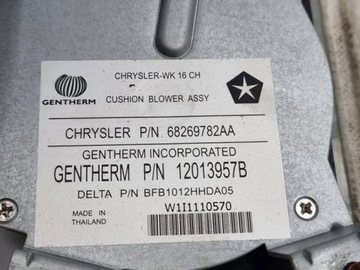 CHRYSLER-WK 16 CH
GENTHERM
CUSHION BLOWER ASSY
CHRYSLER P/N 68269782AA
GENTHERM INCORPORATED
GENTHERM P/N 12013957B
DELTA P/N BFB1012HHDA05
MADE IN
THAILAND
W1I1110570